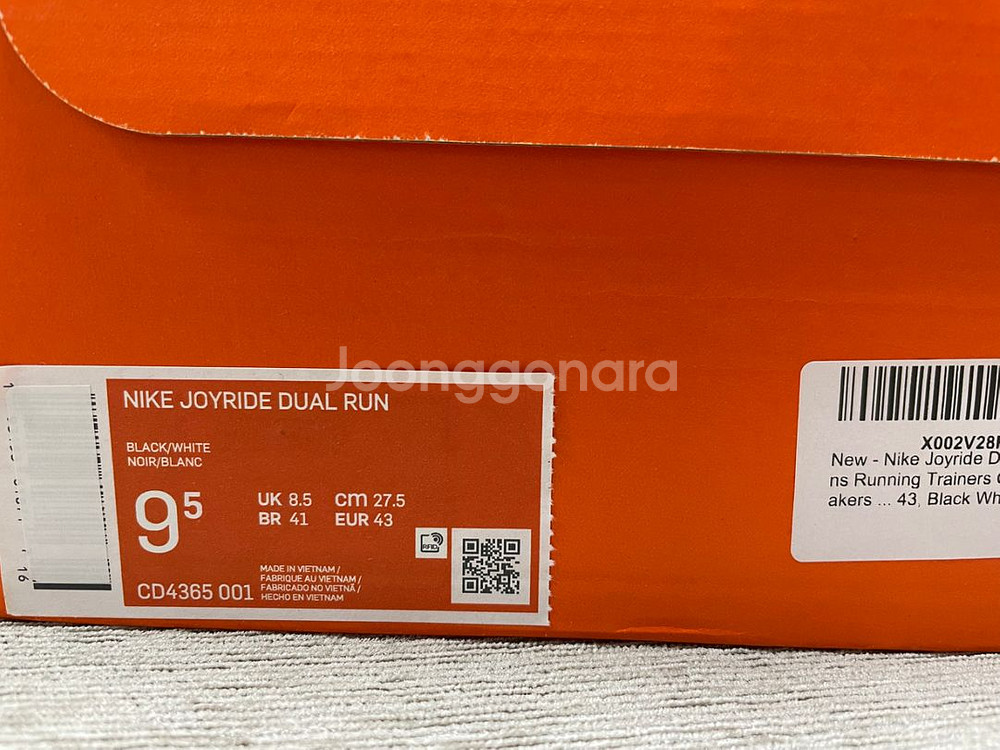 Joonggonara
NIKE JOYRIDE DUAL RUN
BLACK/WHITE
NOIR/BLANC
9⁵
UK 8.5 cm 27.5
BR 41 EUR 43
RFID
MADE IN VIETNAM /
FABRIQUE AU VIETNAM /
FABRICADO NO VIETNÃ /
HECHO EN VIETNAM
CD4365 001
16
X002V28
New - Nike Joyride
ns Running Trainers
akers ... 43, Black Wh